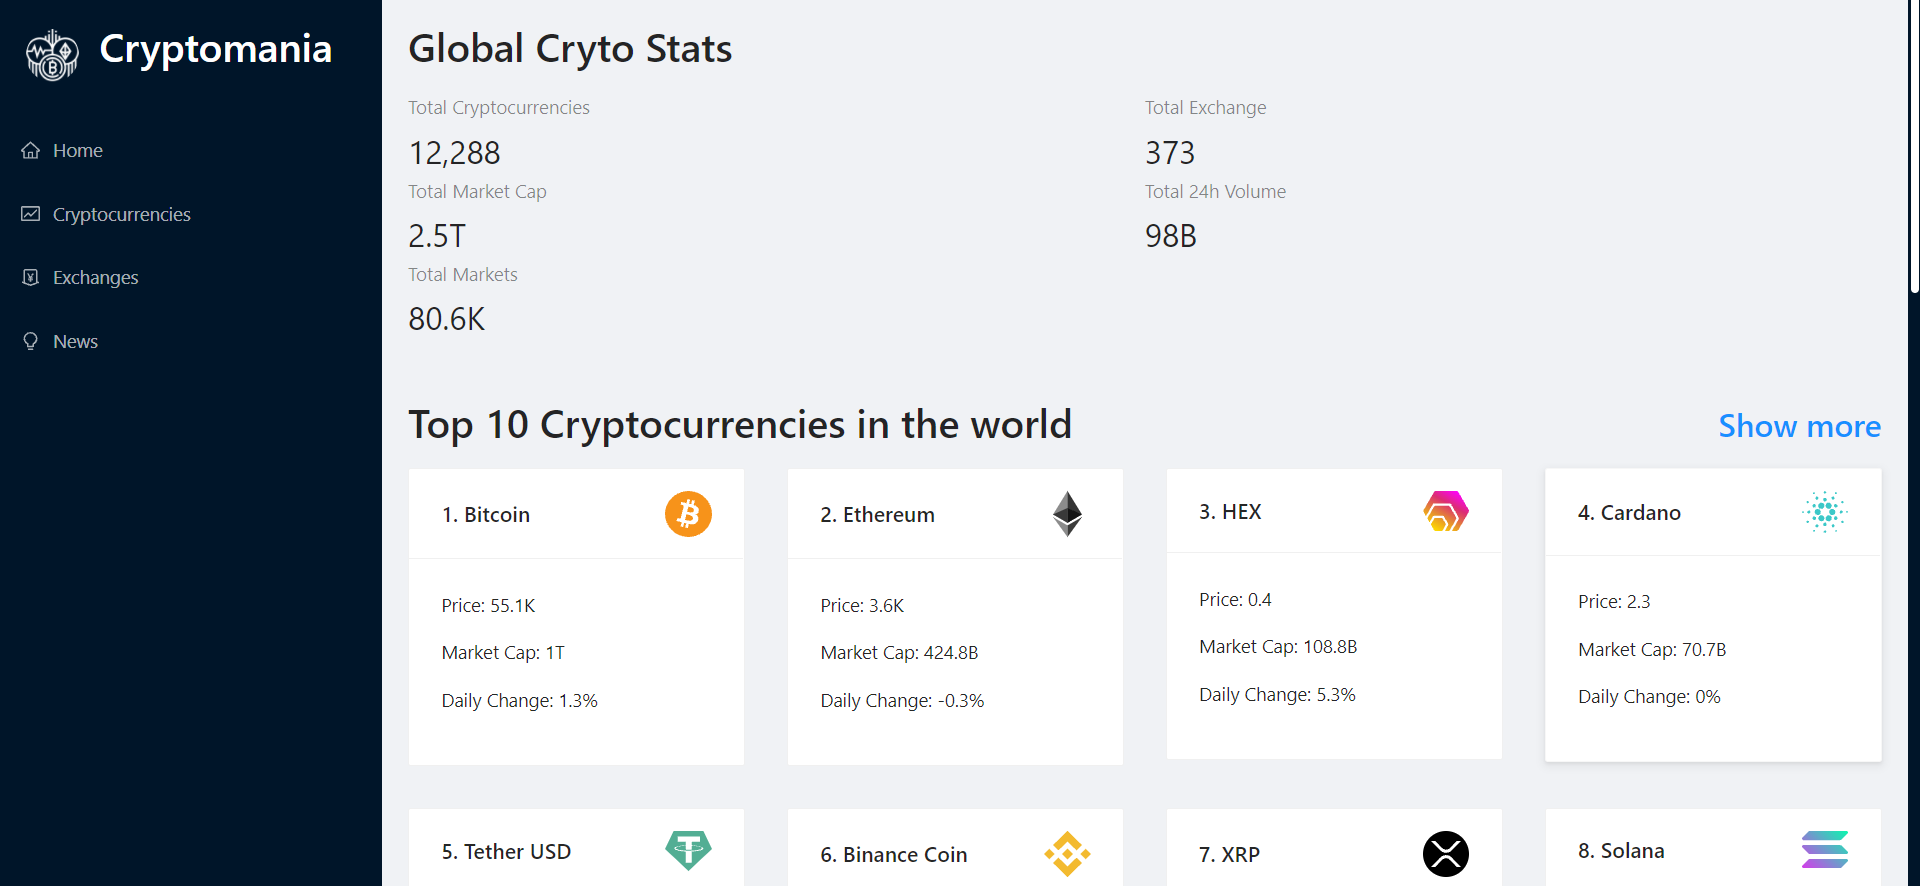 Cryptomania
Home
Cryptocurrencies
Exchanges
News
Global Cryto Stats
Total Cryptocurrencies
12,288
Total Exchange
373
Total Market Cap
2.5T
Total 24h Volume
98B
Total Markets
80.6K
Top 10 Cryptocurrencies in the world
Show more
1. Bitcoin
Price: 55.1K
Market Cap: 1T
Daily Change: 1.3%
2. Ethereum
Price: 3.6K
Market Cap: 424.8B
Daily Change: -0.3%
3. HEX
Price: 0.4
Market Cap: 108.8B
Daily Change: 5.3%
4. Cardano
Price: 2.3
Market Cap: 70.7B
Daily Change: 0%
5. Tether USD
6. Binance Coin
7. XRP
8. Solana